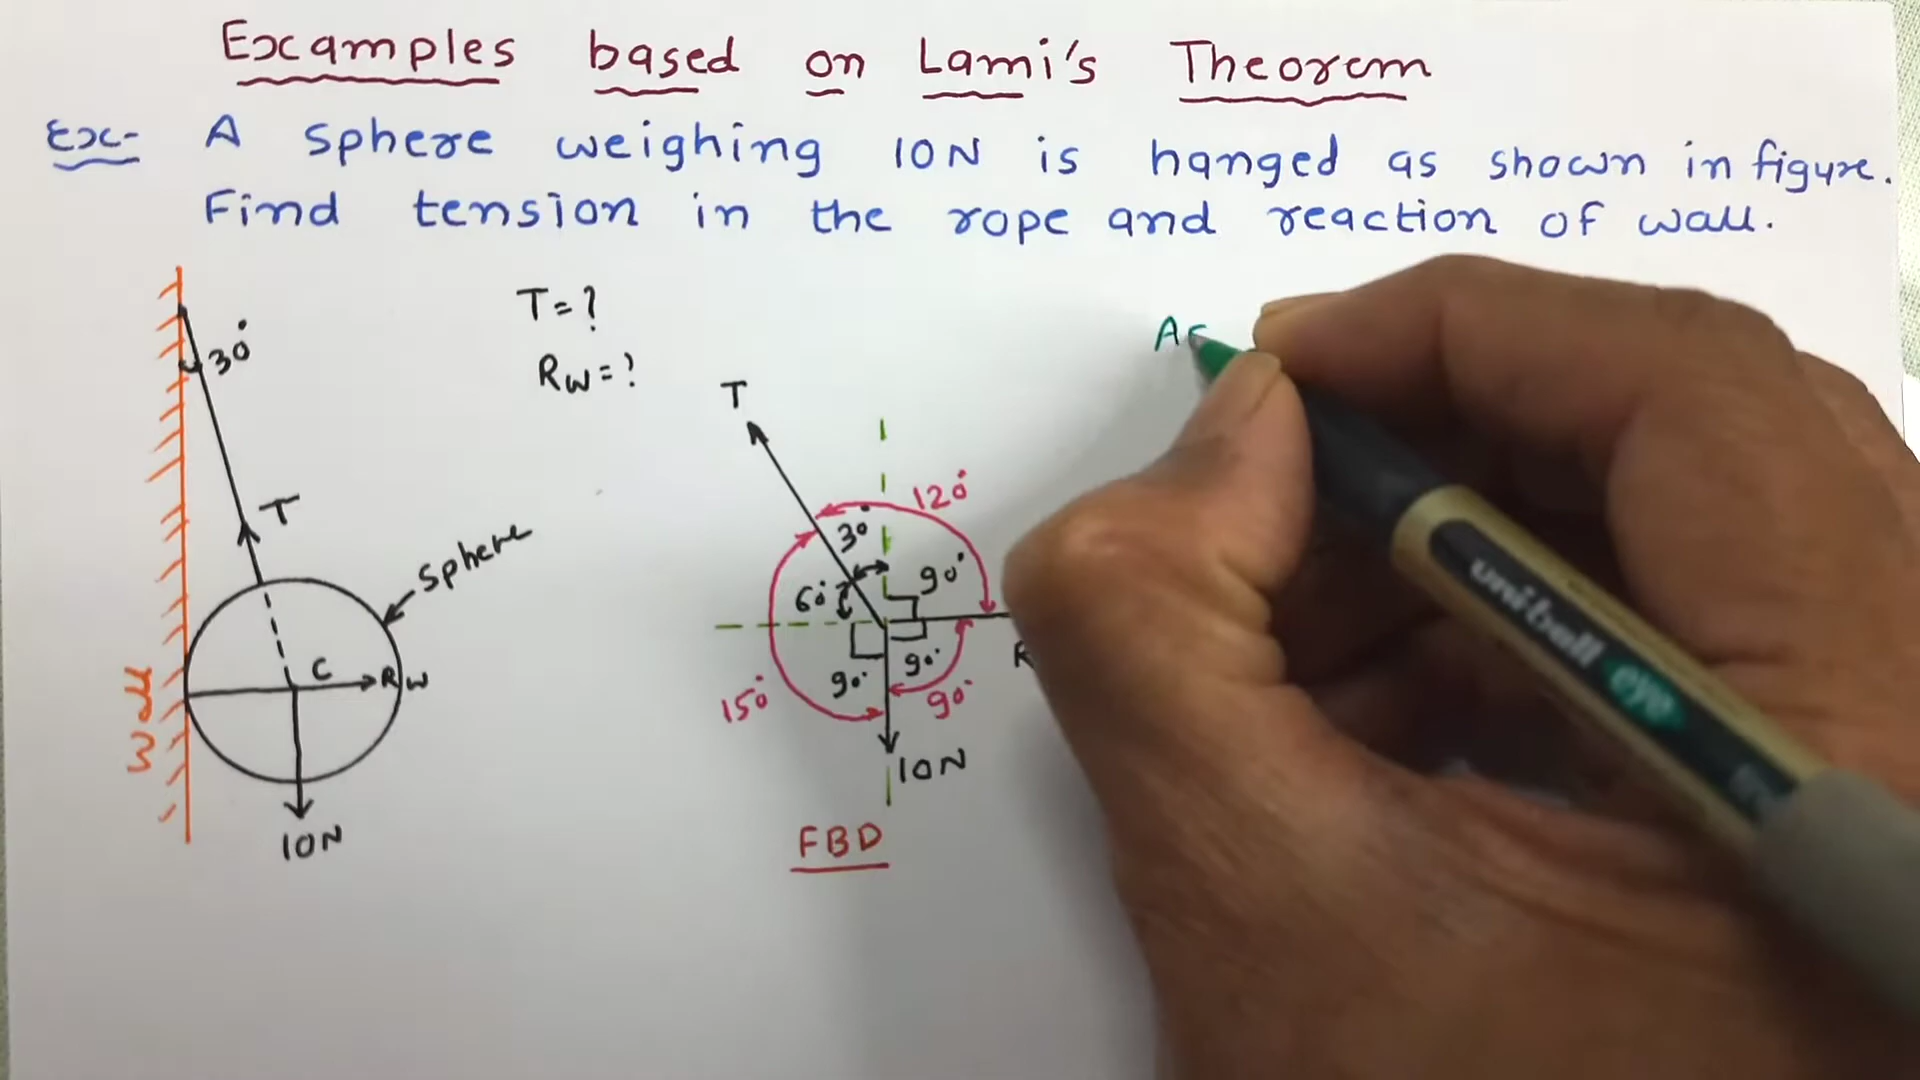 Examples based on Lami's Theorem
Ex- A sphere weighing 10N is hanged as shown in figure.
Find tension in the rope and reaction of wall.
T=?
RW=?
30°
T
sphere
C
RW
Wall
10N
T
120°
30°
90°
60°
R
90°
90°
150°
90°
10N
FBD
uniball eye